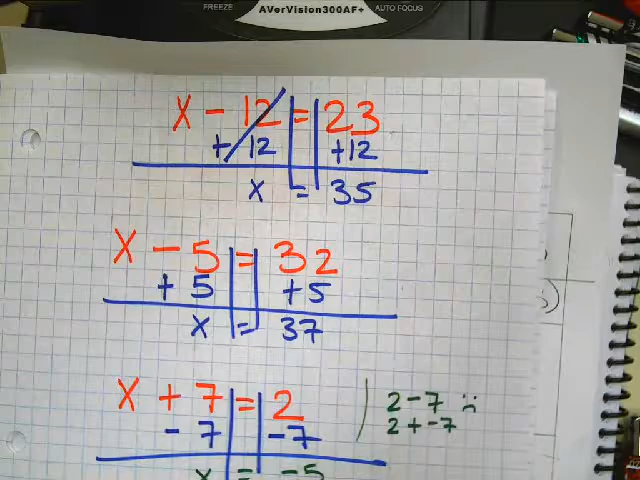 FREEZE AVerVision300AF+ AUTO FOCUS
x - 12 = 23
+ 12 +12
x = 35
x - 5 = 32
+ 5 +5
x = 37
x + 7 = 2
- 7 -7
x = -5
2 - 7
2 + -7